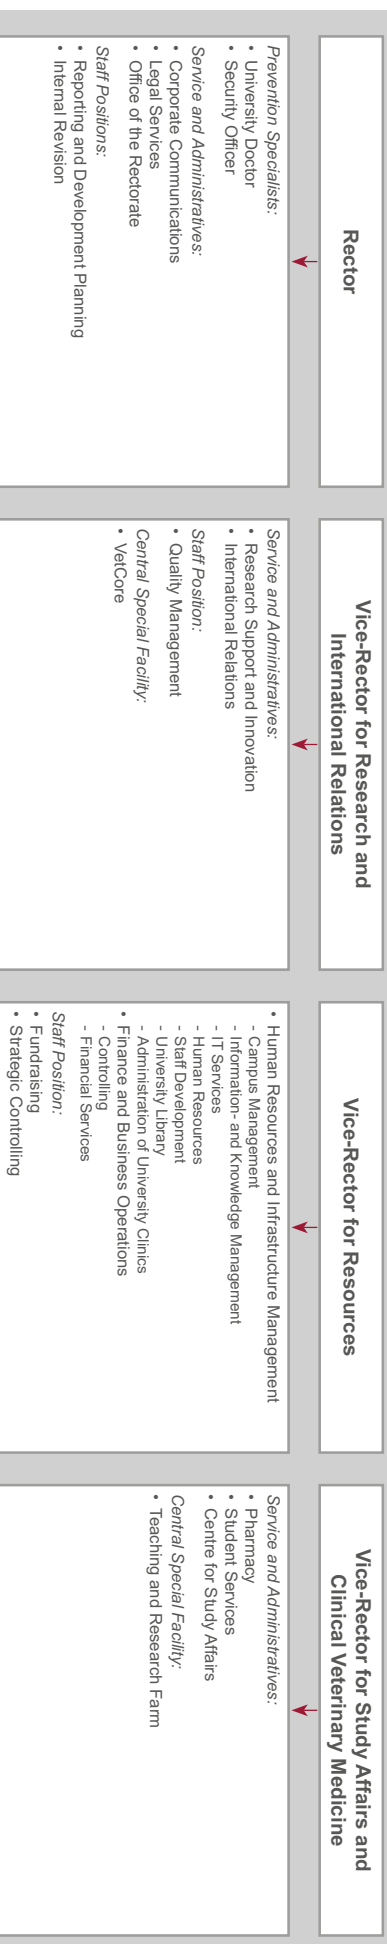 Rector
Prevention Specialists:
• University Doctor
• Security Officer
Service and Administratives:
• Corporate Communications
• Legal Services
• Office of the Rectorate
Staff Positions:
• Reporting and Development Planning
• Internal Revision
Vice-Rector for Research and
International Relations
Service and Administratives:
• Research Support and Innovation
• International Relations
Staff Position:
• Quality Management
Central Special Facility:
• VetCore
Vice-Rector for Resources
• Human Resources and Infrastructure Management
- Campus Management
- Information- and Knowledge Management
- IT Services
- Human Resources
- Staff Development
- University Library
- Administration of University Clinics
• Finance and Business Operations
- Controlling
- Financial Services
Staff Position:
• Fundraising
• Strategic Controlling
Vice-Rector for Study Affairs and
Clinical Veterinary Medicine
Service and Administratives:
• Pharmacy
• Student Services
• Centre for Study Affairs
Central Special Facility:
• Teaching and Research Farm